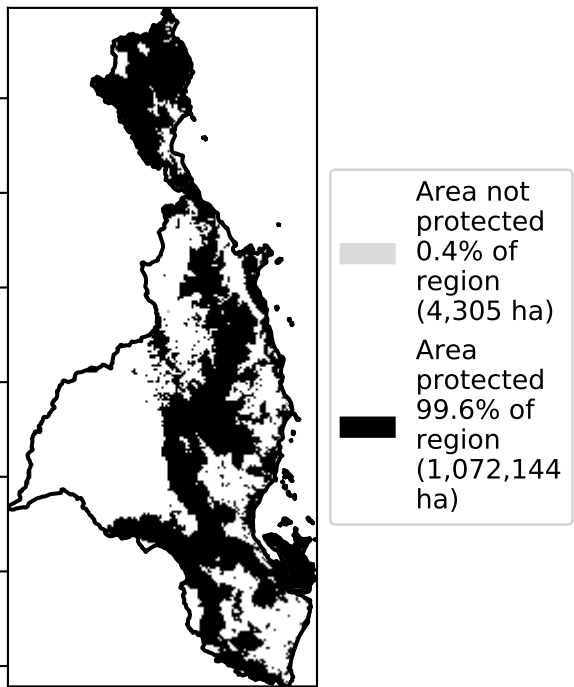 Area not
protected
0.4% of
region
(4,305 ha)
Area
protected
99.6% of
region
(1,072,144
ha)